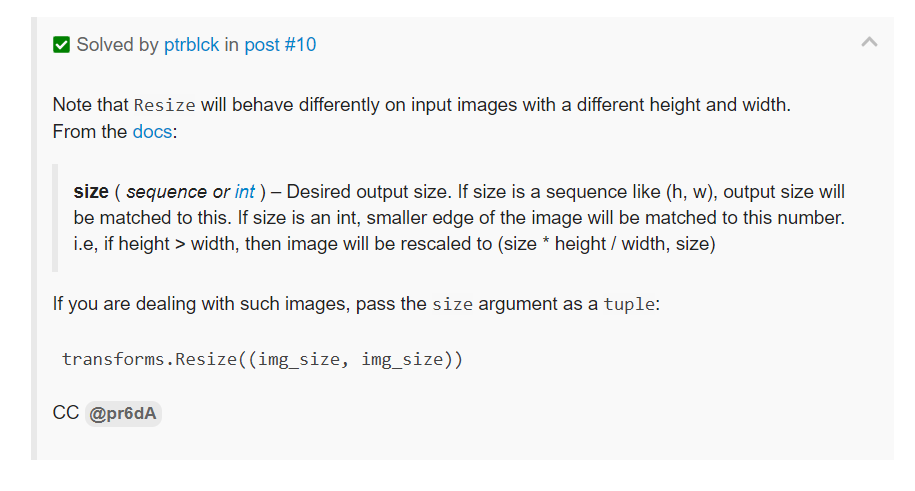 Solved by ptrblck in post #10
Note that Resize will behave differently on input images with a different height and width.
From the docs:
size ( sequence or int ) – Desired output size. If size is a sequence like (h, w), output size will
be matched to this. If size is an int, smaller edge of the image will be matched to this number.
i.e, if height > width, then image will be rescaled to (size * height / width, size)
If you are dealing with such images, pass the size argument as a tuple:
transforms.Resize((img_size, img_size))
CC @pr6dA